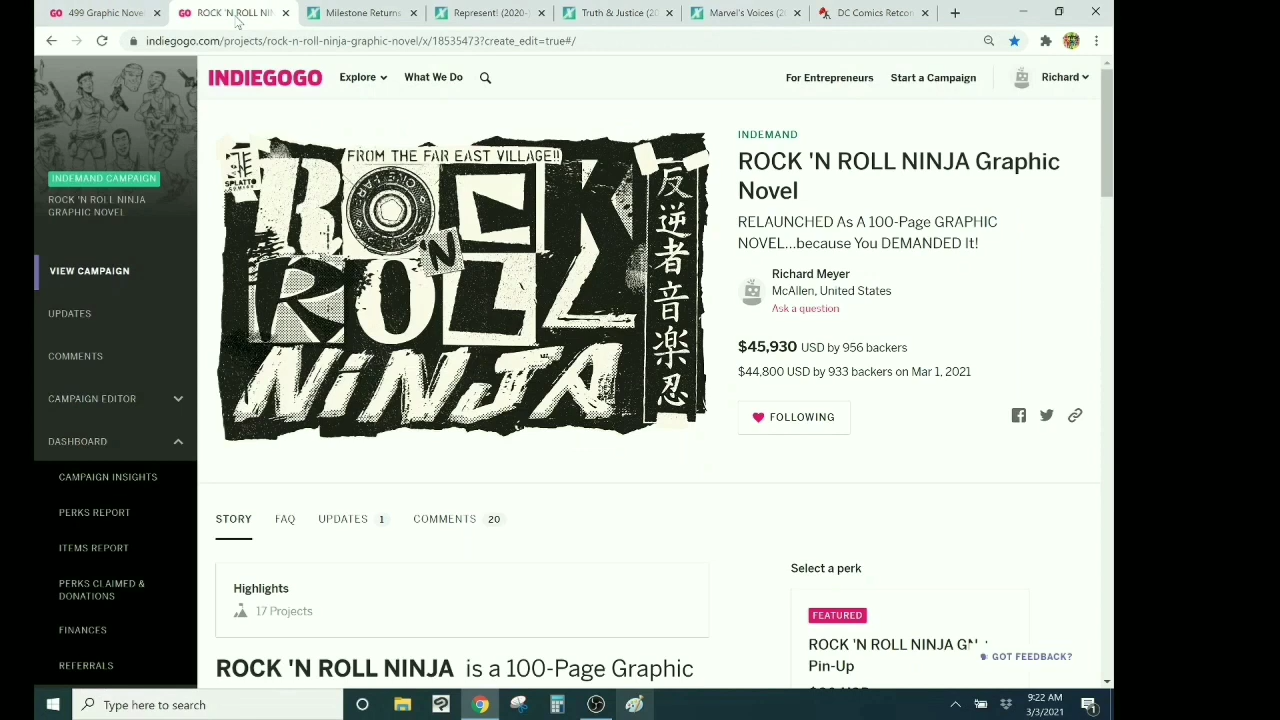 499 Graphic Nove
ROCK 'N ROLL NIN
Milestone Returns
Represent! (2020-
Truth & Justice (20
Marvel's Voices (20
DC Comics Retcon
indiegogo.com/projects/rock-n-roll-ninja-graphic-novel/x/18535473?create_edit=true#/
INDIEGOGO
Explore
What We Do
For Entrepreneurs
Start a Campaign
Richard
INDEMAND CAMPAIGN
ROCK 'N ROLL NINJA
GRAPHIC NOVEL
VIEW CAMPAIGN
UPDATES
COMMENTS
CAMPAIGN EDITOR
DASHBOARD
CAMPAIGN INSIGHTS
PERKS REPORT
ITEMS REPORT
PERKS CLAIMED &
DONATIONS
FINANCES
REFERRALS
FROM THE FAR EAST VILLAGE!!
SPLATTO
COMICS
ROCK
'N
ROLL
NINJA
反逆者音楽忍
INDEMAND
ROCK 'N ROLL NINJA Graphic
Novel
RELAUNCHED As A 100-Page GRAPHIC
NOVEL...because You DEMANDED It!
Richard Meyer
McAllen, United States
Ask a question
$45,930 USD by 956 backers
$44,800 USD by 933 backers on Mar 1, 2021
FOLLOWING
STORY
FAQ
UPDATES 1
COMMENTS 20
Highlights
17 Projects
ROCK 'N ROLL NINJA is a 100-Page Graphic
Select a perk
FEATURED
ROCK 'N ROLL NINJA GN +
Pin-Up
GOT FEEDBACK?
Type here to search
9:22 AM
3/3/2021
1